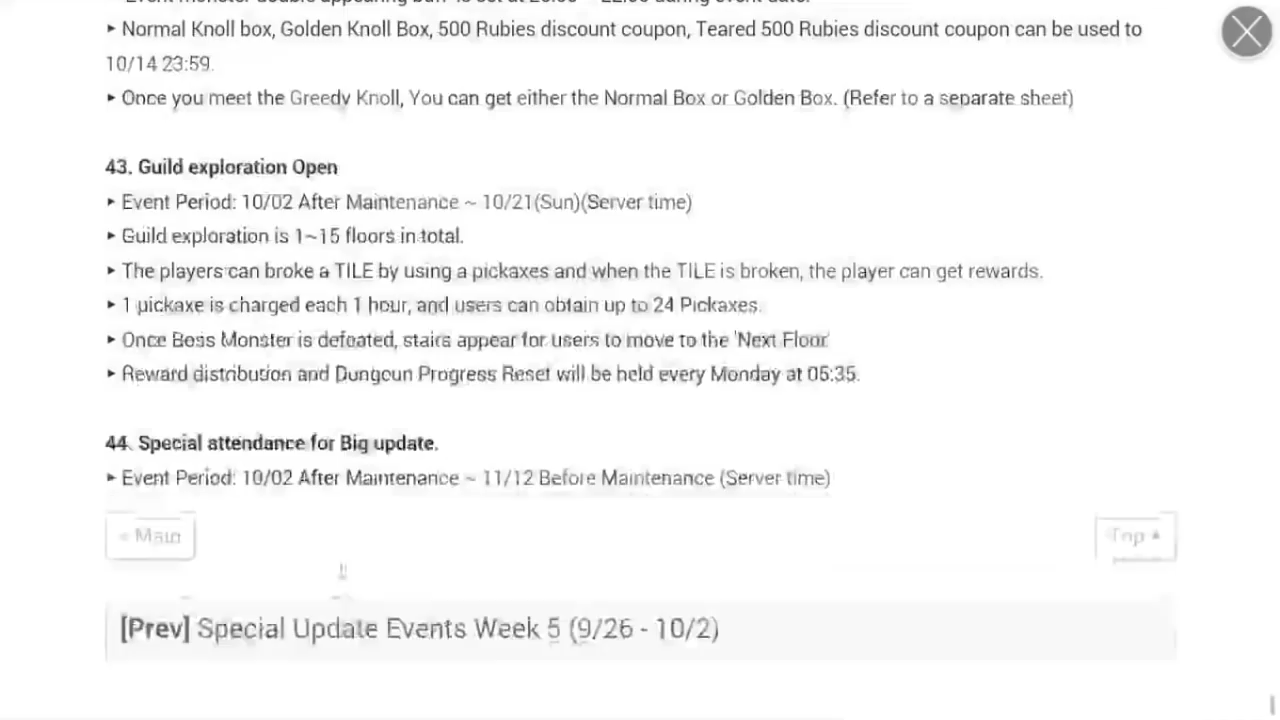 ▸ Normal Knoll box, Golden Knoll Box, 500 Rubies discount coupon, Teared 500 Rubies discount coupon can be used to
10/14 23:59.
▸ Once you meet the Greedy Knoll, You can get either the Normal Box or Golden Box. (Refer to a separate sheet)
43. Guild exploration Open
▸ Event Period: 10/02 After Maintenance ~ 10/21(Sun)(Server time)
▸ Guild exploration is 1~15 floors in total.
▸ The players can broke a TILE by using a pickaxes and when the TILE is broken, the player can get rewards.
▸ 1 pickaxe is charged each 1 hour, and users can obtain up to 24 Pickaxes.
▸ Once Boss Monster is defeated, stairs appear for users to move to the 'Next Floor'
▸ Reward distribution and Dungeun Progress Reset will be held every Monday at 05:35.
44. Special attendance for Big update.
▸ Event Period: 10/02 After Maintenance ~ 11/12 Before Maintenance (Server time)
« Main
Top ▲
[Prev] Special Update Events Week 5 (9/26 - 10/2)